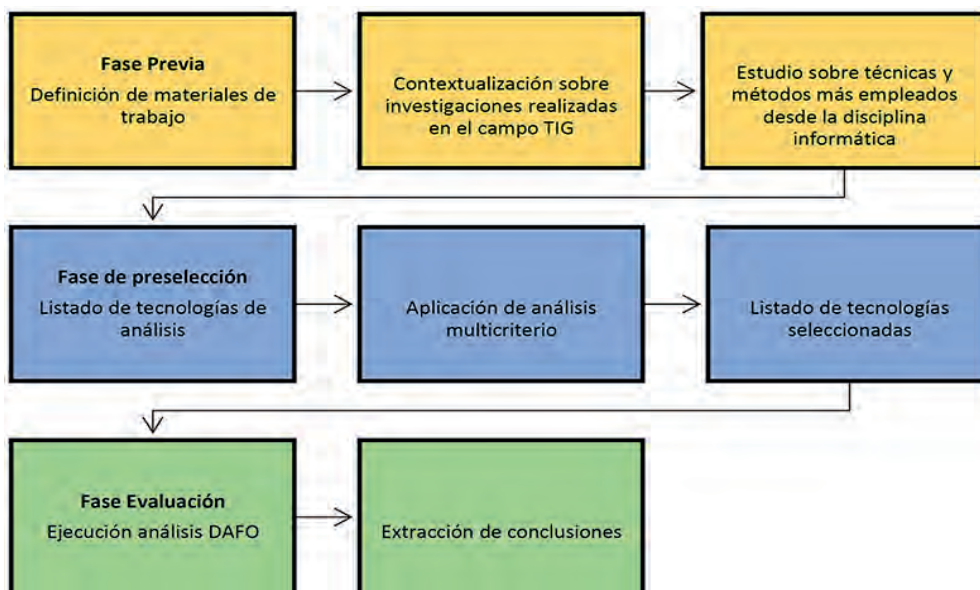 Fase Previa
Definición de materiales de
trabajo
Contextualización sobre
investigaciones realizadas
en el campo TIG
Estudio sobre técnicas y
métodos más empleados
desde la disciplina
informática
Fase de preselección
Listado de tecnologías de
análisis
Aplicación de análisis
multicriterio
Listado de tecnologías
seleccionadas
Fase Evaluación
Ejecución análisis DAFO
Extracción de conclusiones